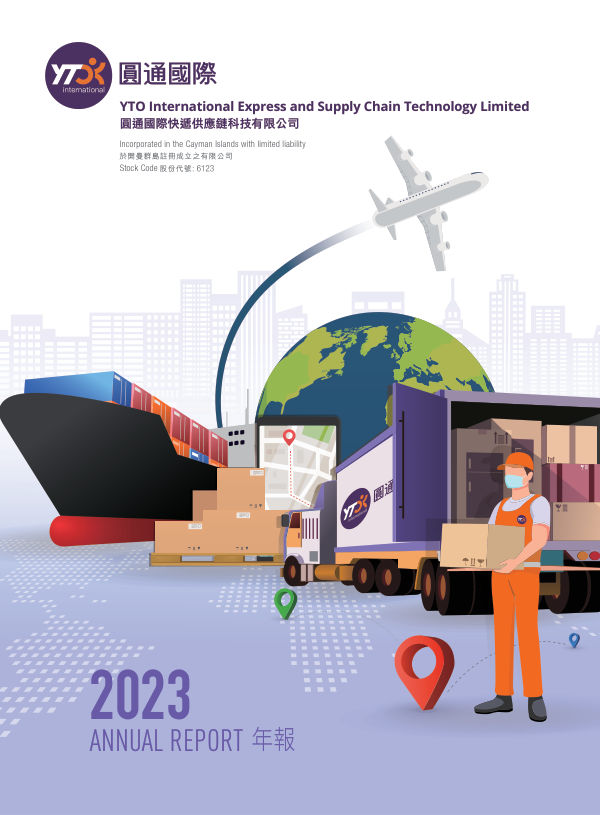 YTO
international
圓通國際
YTO International Express and Supply Chain Technology Limited
圓通國際快遞供應鏈科技有限公司
Incorporated in the Cayman Islands with limited liability
於開曼群島註冊成立之有限公司
Stock Code 股份代號: 6123
YTO
圓通
YTO
2023
ANNUAL REPORT 年報